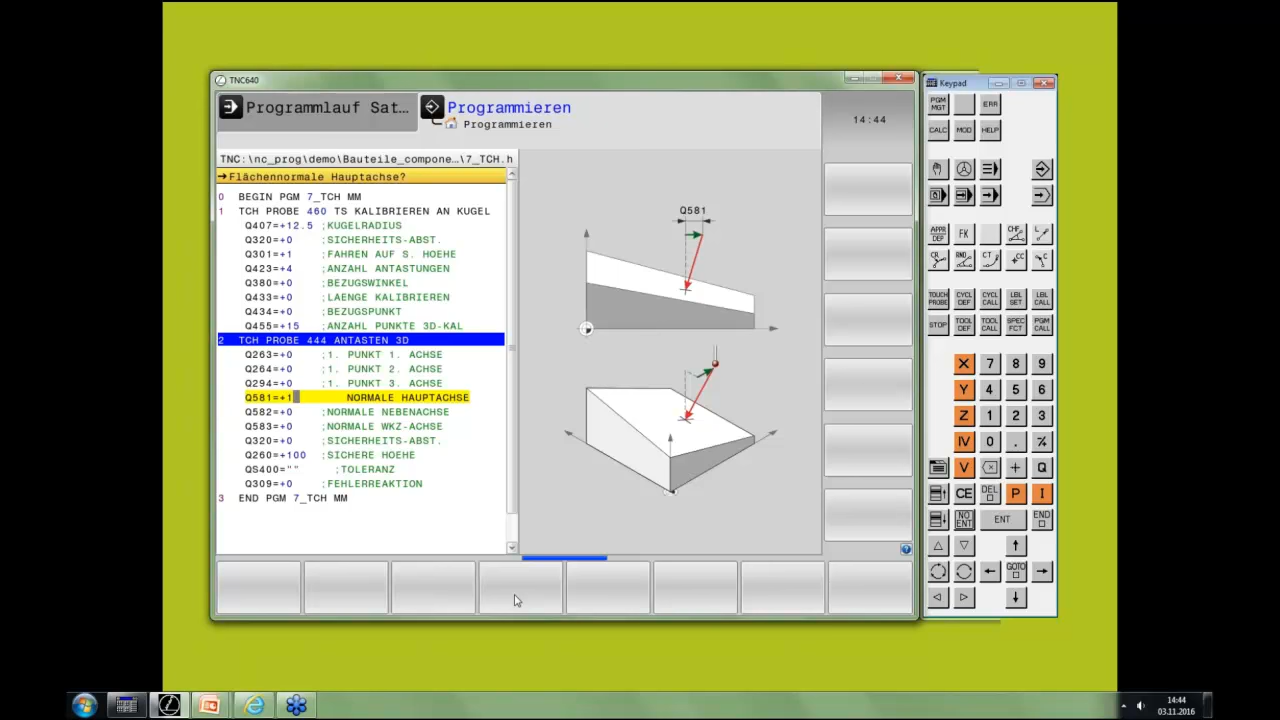 TNC640
Programmlauf Sat...
Programmieren
Programmieren
14:44
TNC:\nc_prog\demo\Bauteile_compone...\7_TCH.h
→Flächennormale Hauptachse?
0 BEGIN PGM 7_TCH MM
1 TCH PROBE 460 TS KALIBRIEREN AN KUGEL
Q407=+12.5 ;KUGELRADIUS
Q320=+0 ;SICHERHEITS-ABST.
Q301=+1 ;FAHREN AUF S. HOEHE
Q423=+4 ;ANZAHL ANTASTUNGEN
Q380=+0 ;BEZUGSWINKEL
Q433=+0 ;LAENGE KALIBRIEREN
Q434=+0 ;BEZUGSPUNKT
Q455=+15 ;ANZAHL PUNKTE 3D-KAL
2 TCH PROBE 444 ANTASTEN 3D
Q263=+0 ;1. PUNKT 1. ACHSE
Q264=+0 ;1. PUNKT 2. ACHSE
Q294=+0 ;1. PUNKT 3. ACHSE
Q581=+1 NORMALE HAUPTACHSE
Q582=+0 ;NORMALE NEBENACHSE
Q583=+0 ;NORMALE WKZ-ACHSE
Q320=+0 ;SICHERHEITS-ABST.
Q260=+100 ;SICHERE HOEHE
QS400="" ;TOLERANZ
Q309=+0 ;FEHLERREAKTION
3 END PGM 7_TCH MM
Q581
Keypad
PGM MGT ERR
CALC MOD HELP
APPR DEP FK CHF L
CR RND CT CC C
TOUCH PROBE CYCL DEF CYCL CALL LBL SET LBL CALL
STOP TOOL DEF TOOL CALL SPEC FCT PGM CALL
X 7 8 9
Y 4 5 6
Z 1 2 3
IV 0 .
V + Q
CE DEL P I
NO ENT ENT END
GOTO
14:44
03.11.2016